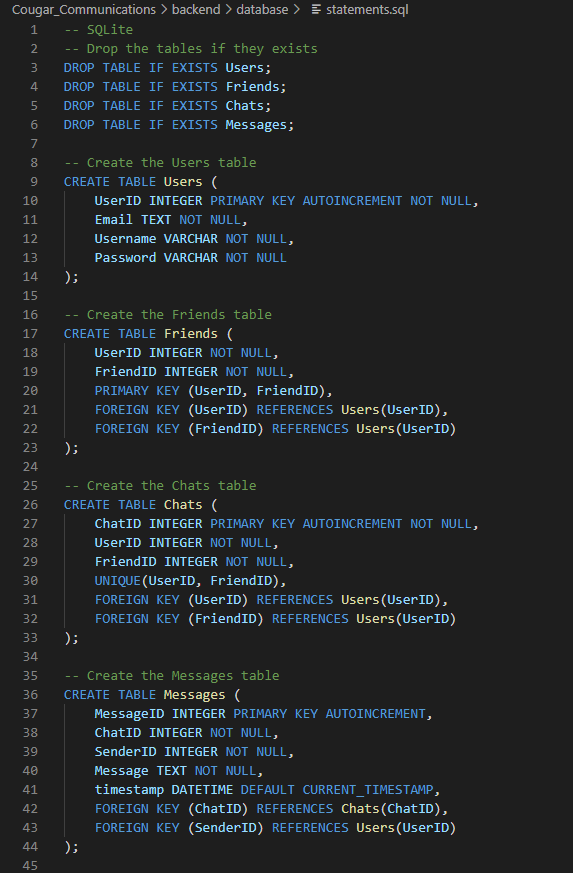 Cougar_Communications > backend > database > statements.sql
1 -- SQLite
2 -- Drop the tables if they exists
3 DROP TABLE IF EXISTS Users;
4 DROP TABLE IF EXISTS Friends;
5 DROP TABLE IF EXISTS Chats;
6 DROP TABLE IF EXISTS Messages;
7
8 -- Create the Users table
9 CREATE TABLE Users (
10     UserID INTEGER PRIMARY KEY AUTOINCREMENT NOT NULL,
11     Email TEXT NOT NULL,
12     Username VARCHAR NOT NULL,
13     Password VARCHAR NOT NULL
14 );
15
16 -- Create the Friends table
17 CREATE TABLE Friends (
18     UserID INTEGER NOT NULL,
19     FriendID INTEGER NOT NULL,
20     PRIMARY KEY (UserID, FriendID),
21     FOREIGN KEY (UserID) REFERENCES Users(UserID),
22     FOREIGN KEY (FriendID) REFERENCES Users(UserID)
23 );
24
25 -- Create the Chats table
26 CREATE TABLE Chats (
27     ChatID INTEGER PRIMARY KEY AUTOINCREMENT NOT NULL,
28     UserID INTEGER NOT NULL,
29     FriendID INTEGER NOT NULL,
30     UNIQUE(UserID, FriendID),
31     FOREIGN KEY (UserID) REFERENCES Users(UserID),
32     FOREIGN KEY (FriendID) REFERENCES Users(UserID)
33 );
34
35 -- Create the Messages table
36 CREATE TABLE Messages (
37     MessageID INTEGER PRIMARY KEY AUTOINCREMENT,
38     ChatID INTEGER NOT NULL,
39     SenderID INTEGER NOT NULL,
40     Message TEXT NOT NULL,
41     timestamp DATETIME DEFAULT CURRENT_TIMESTAMP,
42     FOREIGN KEY (ChatID) REFERENCES Chats(ChatID),
43     FOREIGN KEY (SenderID) REFERENCES Users(UserID)
44 );
45